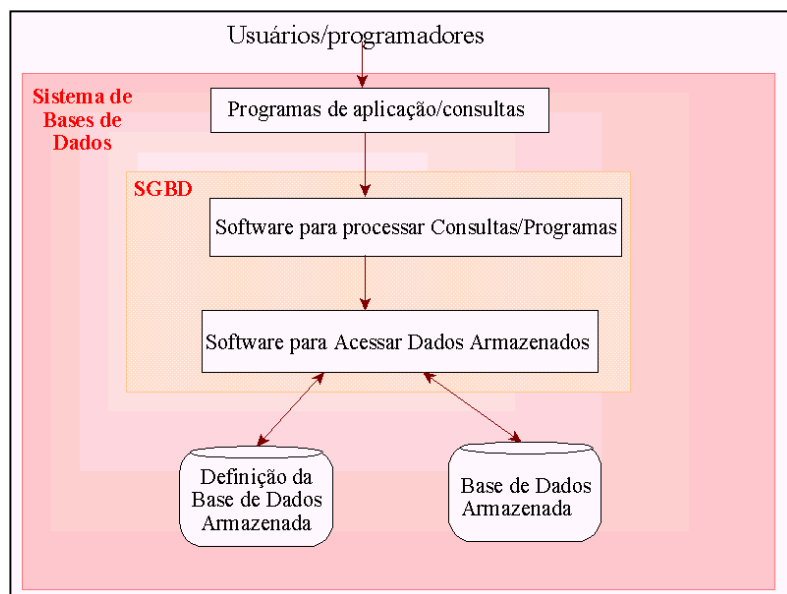 Usuários/programadores
Sistema de
Bases de
Dados
Programas de aplicação/consultas
SGBD
Software para processar Consultas/Programas
Software para Acessar Dados Armazenados
Definição da
Base de Dados
Armazenada
Base de Dados
Armazenada